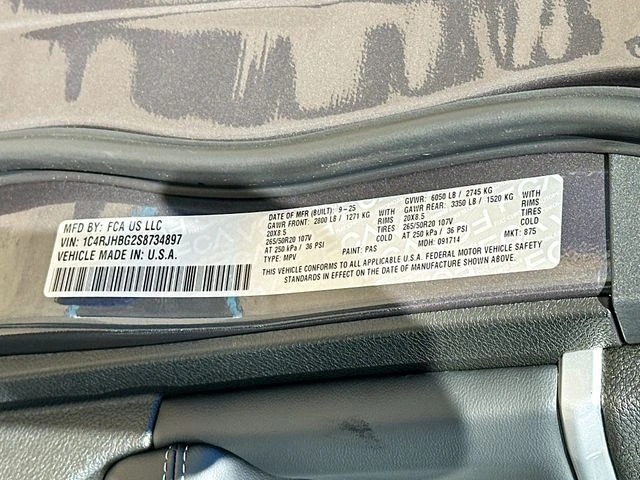 MFD BY: FCA US LLC
VIN: 1C4RJHBG2S8734897
VEHICLE MADE IN U.S.A.
DATE OF MFR (BUILT): 9-25
GAWR FRONT: 2800 LB / 1271 KG WITH
20X8.5 RIMS
265/50R20 107V TIRES
AT 250 kPa / 36 PSI COLD
TYPE: MPV PAINT: PAS
GVWR: 6050 LB / 2745 KG
GAWR REAR: 3350 LB / 1520 KG WITH
20X8.5 RIMS
265/50R20 107V TIRES
AT 250 kPa / 36 PSI COLD
MDH: 091714 MKT: 875
THIS VEHICLE CONFORMS TO ALL APPLICABLE U.S.A. FEDERAL MOTOR VEHICLE SAFETY
STANDARDS IN EFFECT ON THE DATE OF MANUFACTURE SHOWN ABOVE.